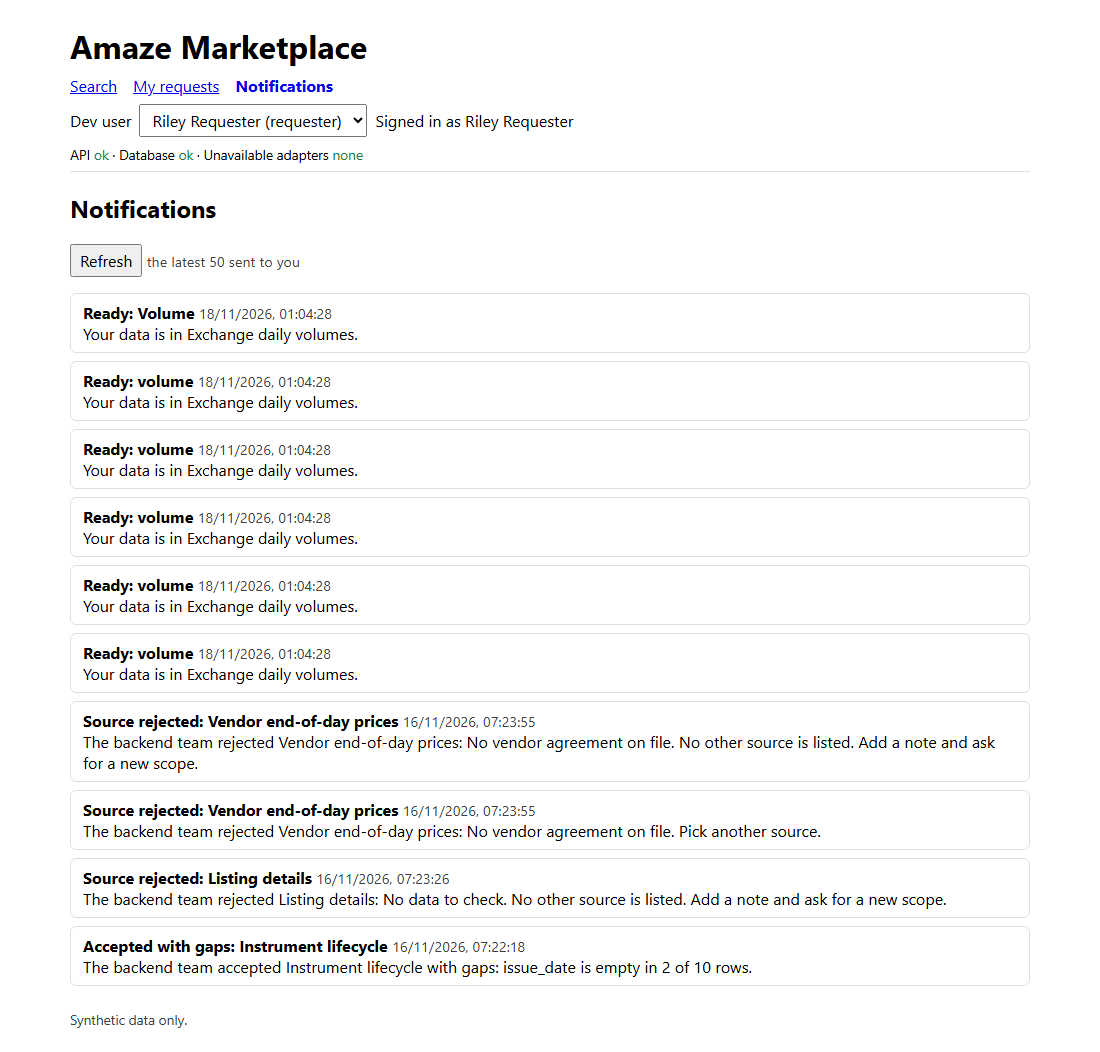 Amaze Marketplace
Search My requests Notifications
Dev user Riley Requester (requester) Signed in as Riley Requester
API ok · Database ok · Unavailable adapters none
Notifications
Refresh the latest 50 sent to you
Ready: Volume 18/11/2026, 01:04:28
Your data is in Exchange daily volumes.
Ready: volume 18/11/2026, 01:04:28
Your data is in Exchange daily volumes.
Ready: volume 18/11/2026, 01:04:28
Your data is in Exchange daily volumes.
Ready: volume 18/11/2026, 01:04:28
Your data is in Exchange daily volumes.
Ready: volume 18/11/2026, 01:04:28
Your data is in Exchange daily volumes.
Ready: volume 18/11/2026, 01:04:28
Your data is in Exchange daily volumes.
Source rejected: Vendor end-of-day prices 16/11/2026, 07:23:55
The backend team rejected Vendor end-of-day prices: No vendor agreement on file. No other source is listed. Add a note and ask
for a new scope.
Source rejected: Vendor end-of-day prices 16/11/2026, 07:23:55
The backend team rejected Vendor end-of-day prices: No vendor agreement on file. Pick another source.
Source rejected: Listing details 16/11/2026, 07:23:26
The backend team rejected Listing details: No data to check. No other source is listed. Add a note and ask for a new scope.
Accepted with gaps: Instrument lifecycle 16/11/2026, 07:22:18
The backend team accepted Instrument lifecycle with gaps: issue_date is empty in 2 of 10 rows.
Synthetic data only.